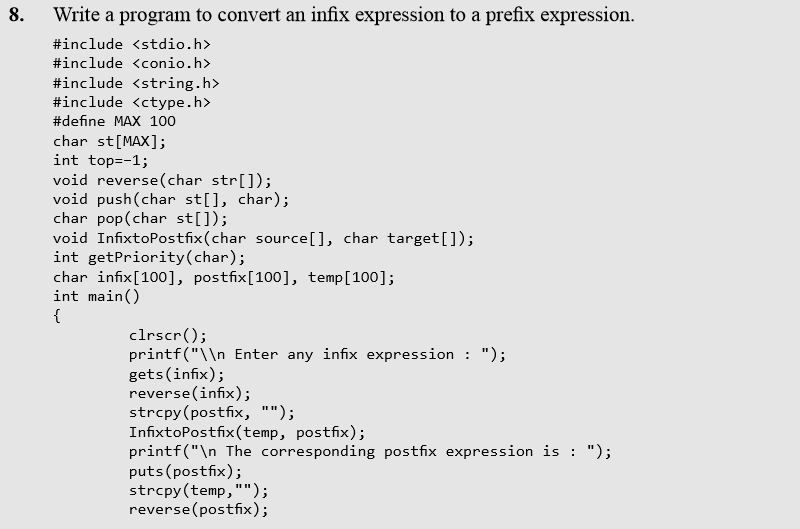 8. Write a program to convert an infix expression to a prefix expression.
#include <stdio.h>
#include <conio.h>
#include <string.h>
#include <ctype.h>
#define MAX 100
char st[MAX];
int top=-1;
void reverse(char str[]);
void push(char st[], char);
char pop(char st[]);
void InfixtoPostfix(char source[], char target[]);
int getPriority(char);
char infix[100], postfix[100], temp[100];
int main()
{
clrscr();
printf("\\n Enter any infix expression : ");
gets(infix);
reverse(infix);
strcpy(postfix, "");
InfixtoPostfix(temp, postfix);
printf("\n The corresponding postfix expression is : ");
puts(postfix);
strcpy(temp,"");
reverse(postfix);